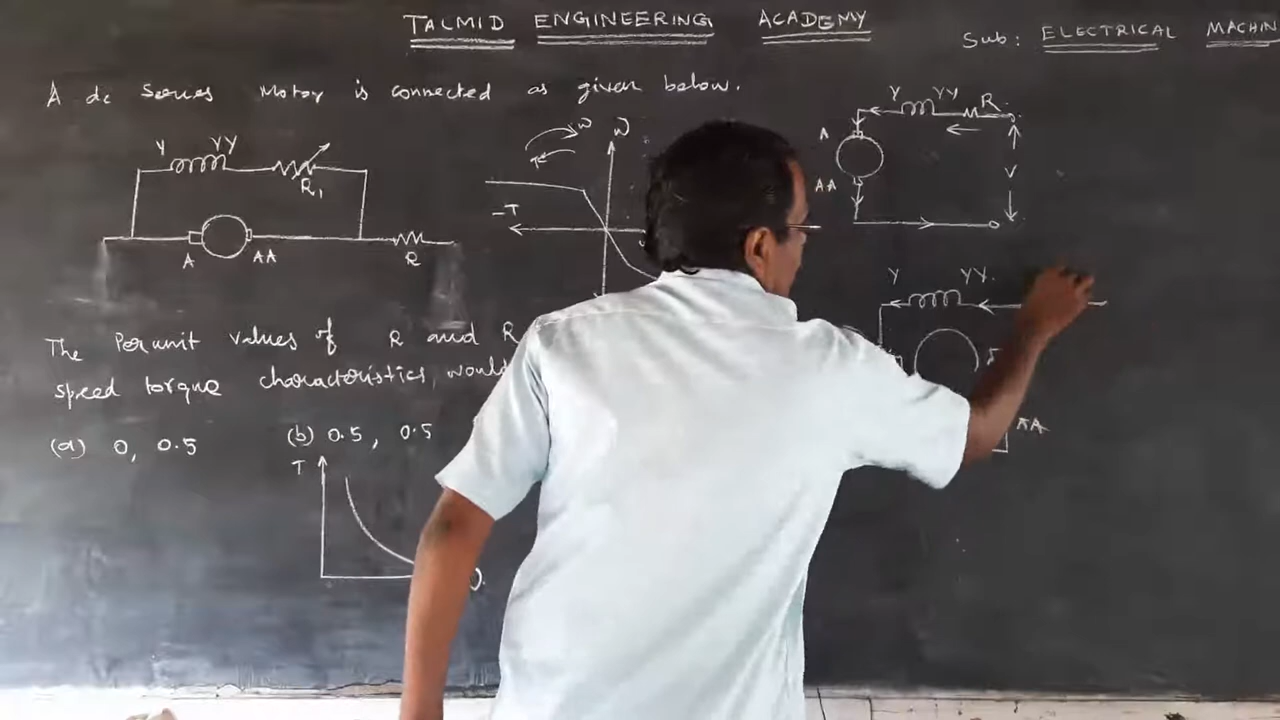 TALMID ENGINEERING ACADEMY
Sub: ELECTRICAL MACHIN
A dc Series Motor is connected as given below.
Y YY
R1
A AA
R
ω
ω
-T
Y YY R
A
AA
V
Y YY
AA
The Per unit values of R and R
speed torque characteristics, would
(a) 0, 0.5 (b) 0.5, 0.5
T